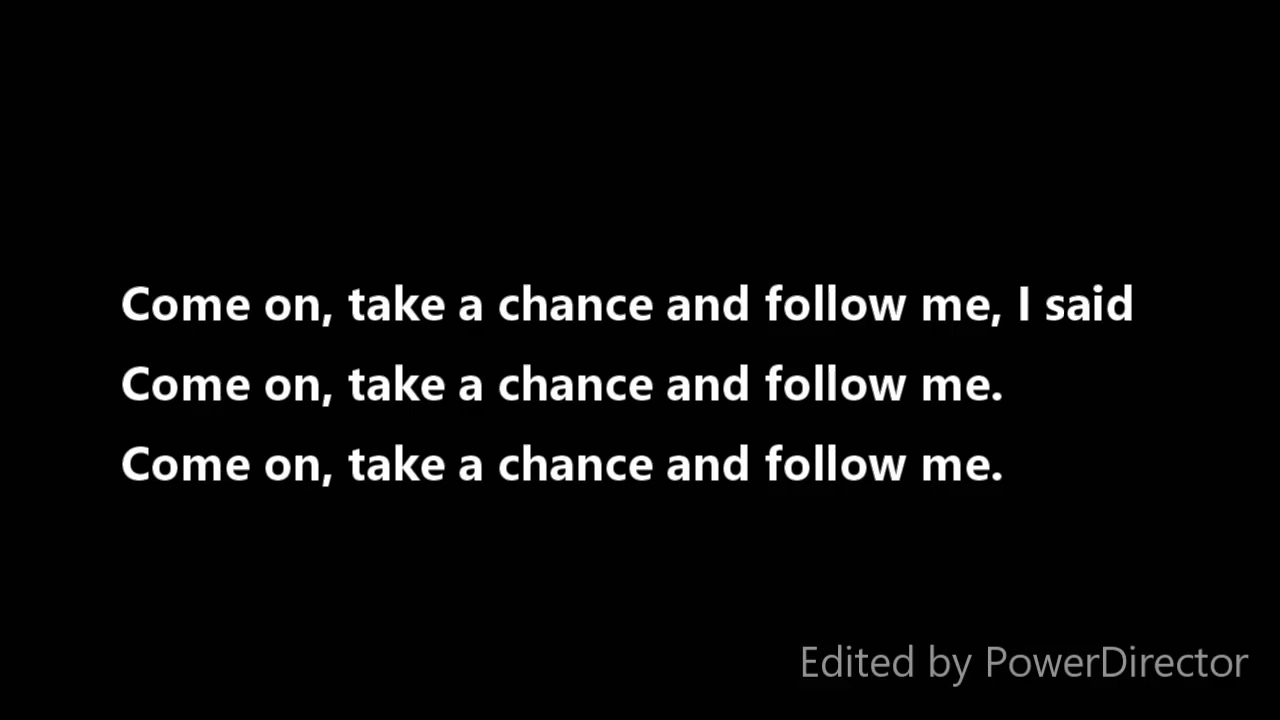 Come on, take a chance and follow me, I said
Come on, take a chance and follow me.
Come on, take a chance and follow me.
Edited by PowerDirector